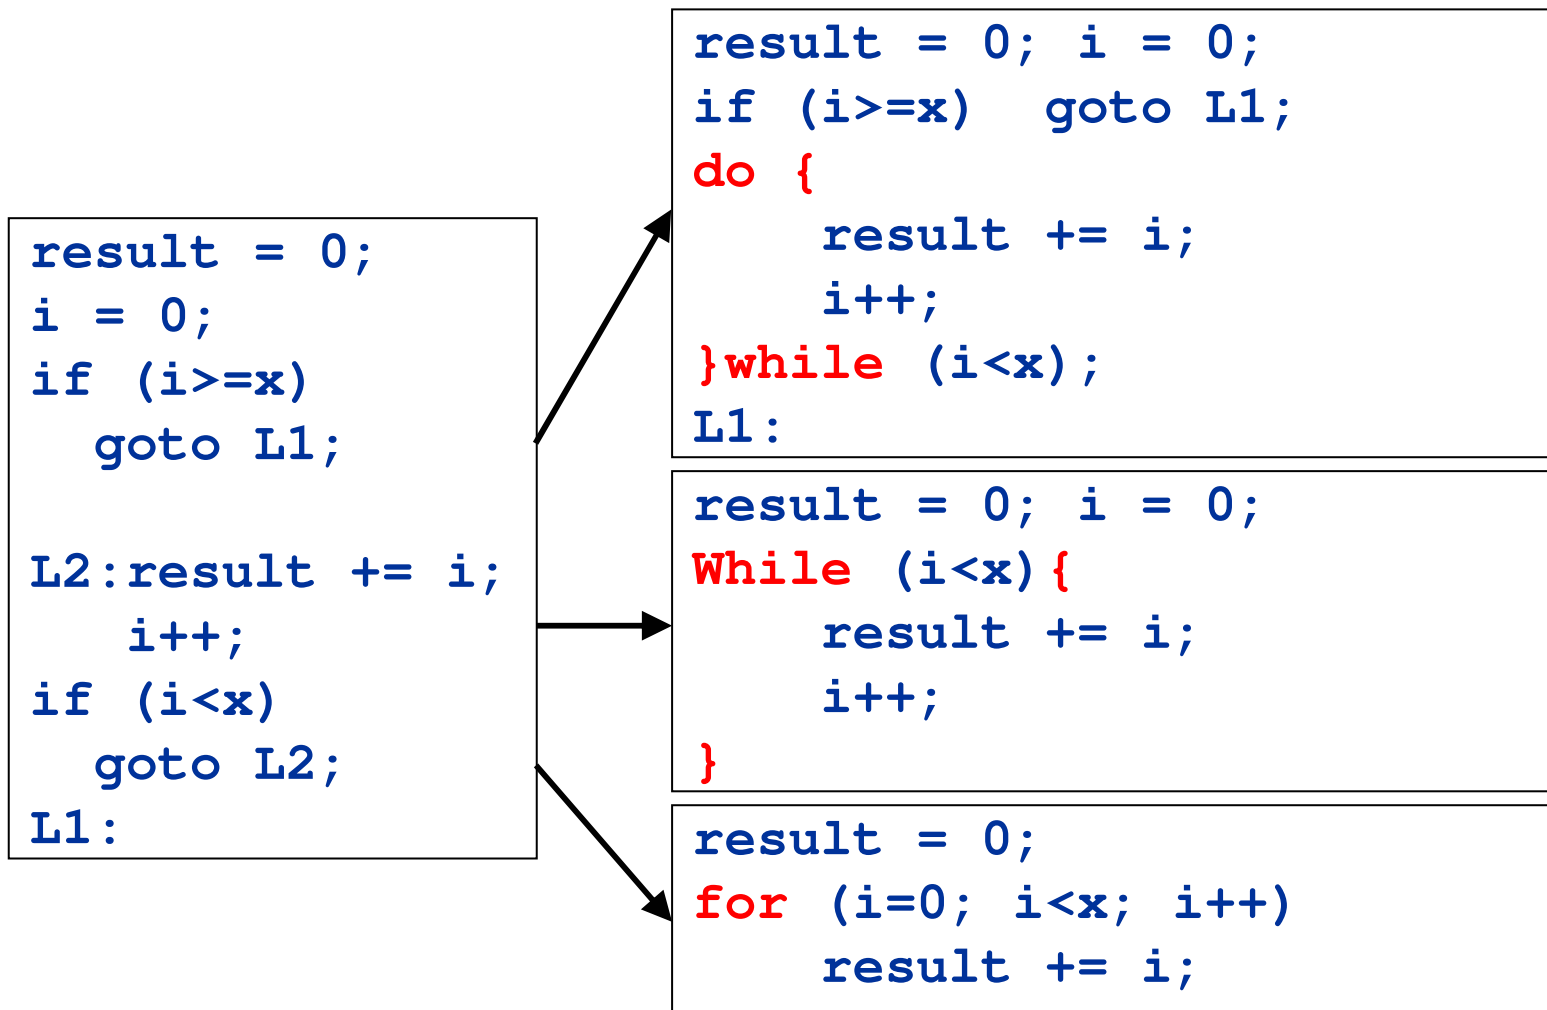 result = 0;
i = 0;
if (i>=x)
  goto L1;

L2:result += i;
   i++;
if (i<x)
  goto L2;
L1:
result = 0; i = 0;
if (i>=x)  goto L1;
do {
    result += i;
    i++;
}while (i<x);
L1:
result = 0; i = 0;
While (i<x){
    result += i;
    i++;
}
result = 0;
for (i=0; i<x; i++)
    result += i;